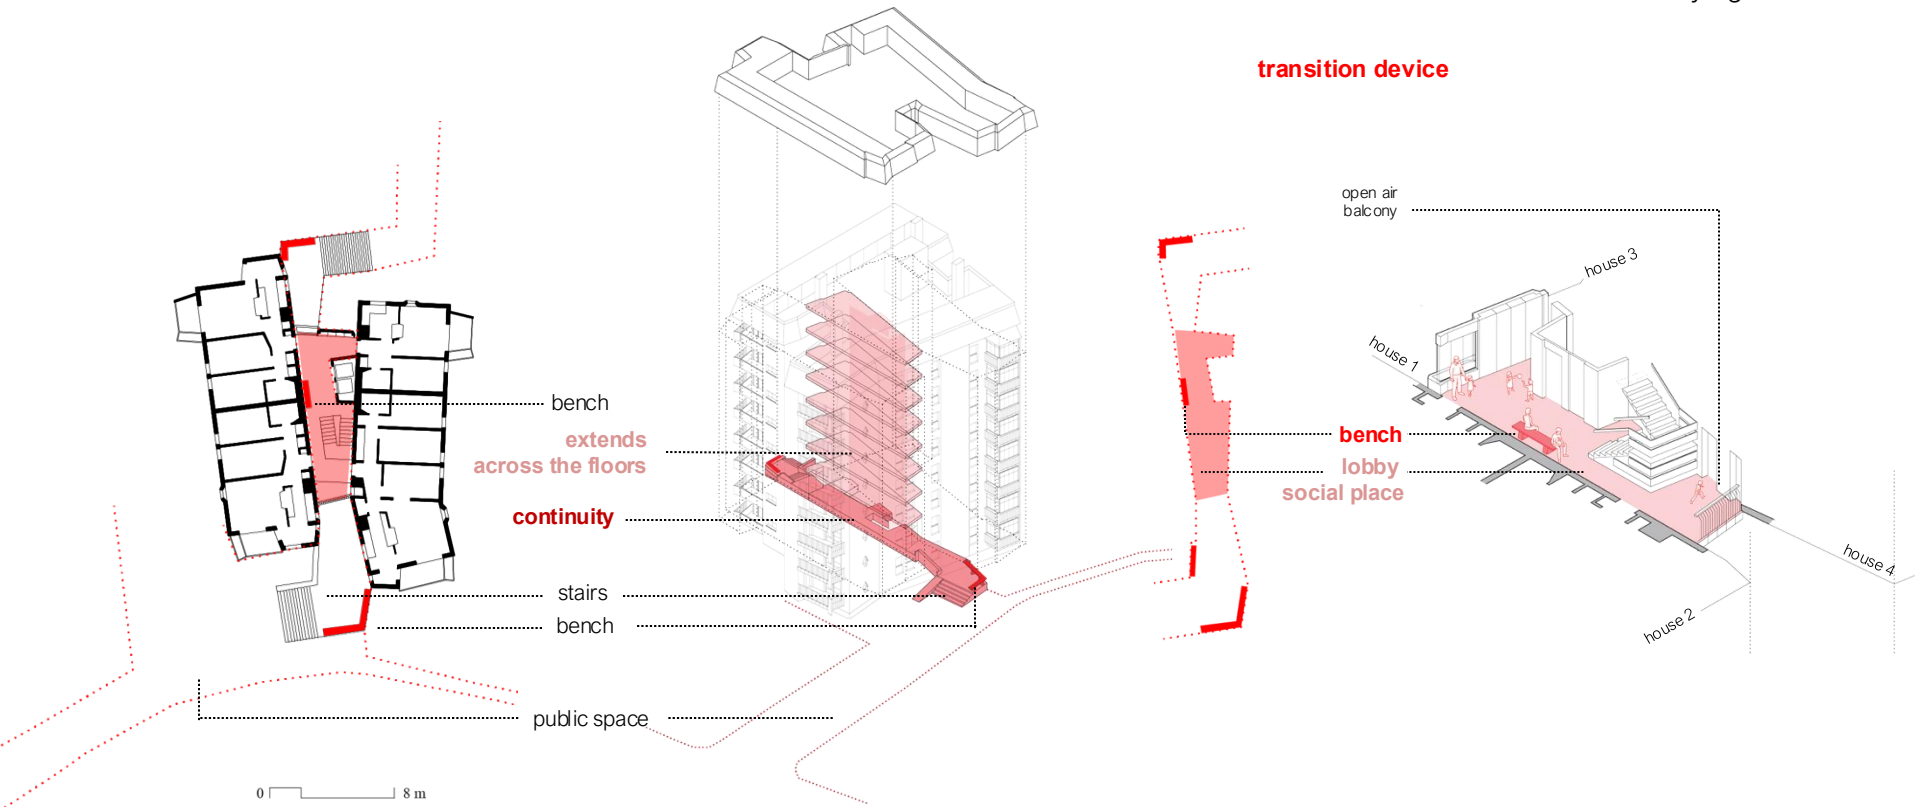 transition device
open air
balcony
house 3
house 1
bench
extends
across the floors
bench
lobby
social place
continuity
house 4
stairs
bench
house 2
public space
0
8 m